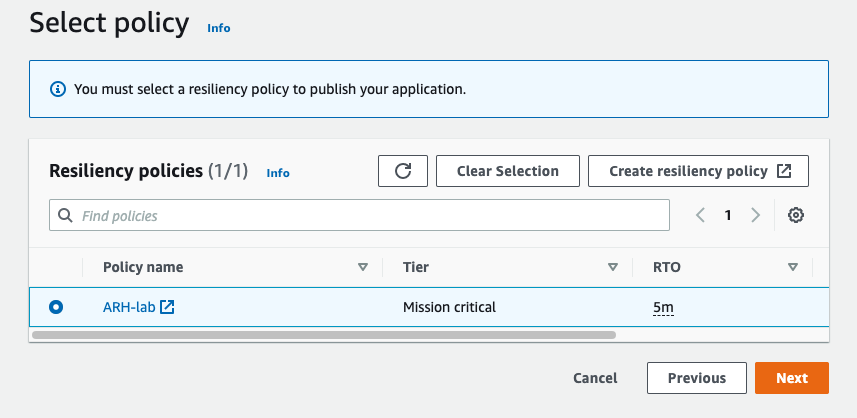 Select policy Info
You must select a resiliency policy to publish your application.
Resiliency policies (1/1) Info Clear Selection Create resiliency policy
Find policies 1
Policy name Tier RTO
ARH-lab Mission critical 5m
Cancel Previous Next